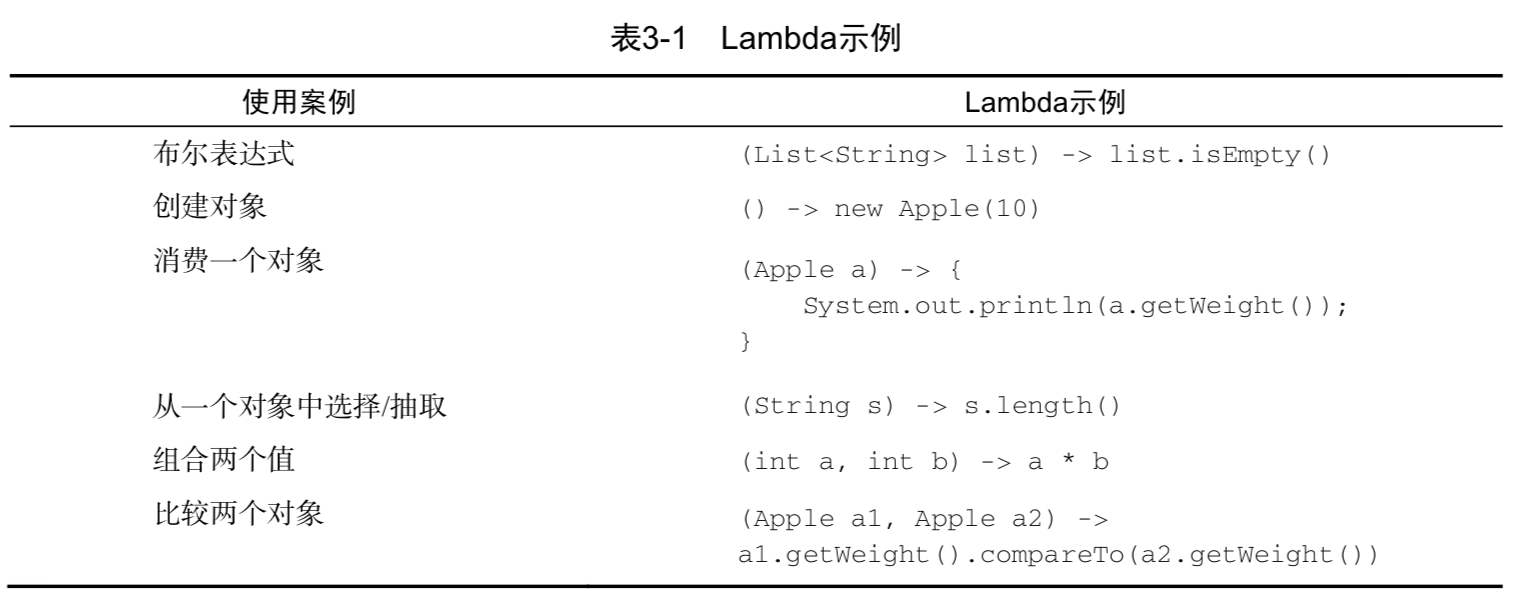 表3-1 Lambda示例
使用案例 Lambda示例
布尔表达式 (List<String> list) -> list.isEmpty()
创建对象 () -> new Apple(10)
消费一个对象 (Apple a) -> {
System.out.println(a.getWeight());
}
从一个对象中选择/抽取 (String s) -> s.length()
组合两个值 (int a, int b) -> a * b
比较两个对象 (Apple a1, Apple a2) ->
a1.getWeight().compareTo(a2.getWeight())